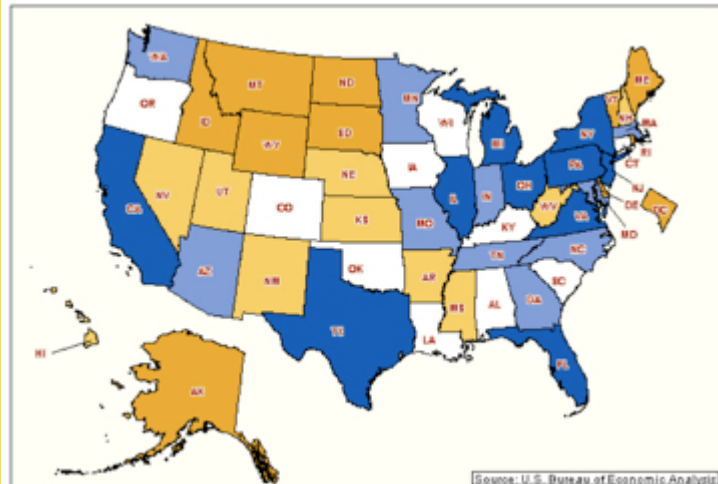 WA
MT
ND
ME
OR
MN
VT
NH
ID
SD
WI
MI
NY
MA
WY
RI
IA
PA
CT
NE
NV
IL
IN
OH
NJ
UT
DE
CA
CO
WV
DC
KS
MO
VA
KY
MD
NC
TN
AZ
NM
OK
AR
SC
MS
AL
GA
TX
LA
HI
FL
AK
Source: U.S. Bureau of Economic Analysis